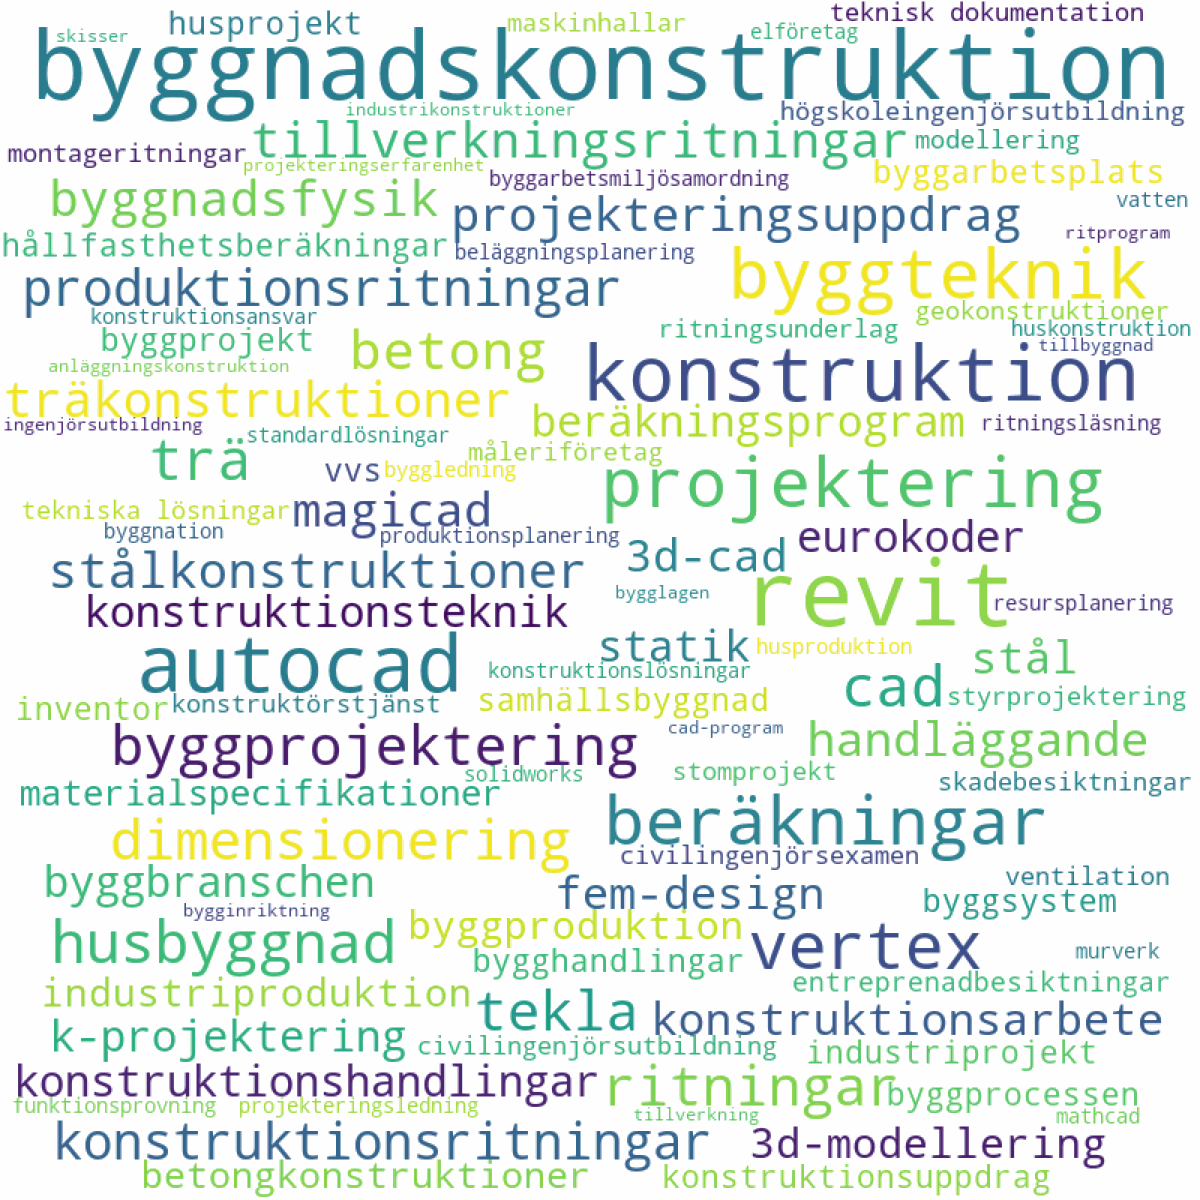 teknisk dokumentation
husprojekt
maskinhallar
elföretag
skisser
byggnadskonstruktion
industrikonstruktioner
högskoleingenjörsutbildning
tillverkningsritningar
modellering
montageritningar
projekteringserfarenhet
byggarbetsmiljösamordning
byggarbetsplats
byggnadsfysik
projekteringsuppdrag
vatten
ritprogram
hållfasthetsberäkningar
beläggningsplanering
byggteknik
produktionsritningar
geokonstruktioner
konstruktionsansvar
ritningsunderlag
huskonstruktion
byggprojekt
betong
tillbyggnad
anläggningskonstruktion
konstruktion
träkonstruktioner
beräkningsprogram
ritningsläsning
ingenjörsutbildning
standardlösningar
måleriföretag
trä
vvs
byggledning
projektering
tekniska lösningar
magicad
byggnation
produktionsplanering
eurokoder
3d-cad
stålkonstruktioner
bygglagen
revit
resursplanering
konstruktionsteknik
autocad
statik
husproduktion
stål
konstruktionslösningar
cad
styrprojektering
inventor
konstruktörstjänst
samhällsbyggnad
cad-program
byggprojektering
handläggande
solidworks
stomprojekt
skadebesiktningar
materialspecifikationer
beräkningar
dimensionering
civilingenjörsexamen
byggbranschen
fem-design
ventilation
byggsystem
bygginriktning
byggproduktion
husbyggnad
vertex
murverk
bygghandlingar
entreprenadbesiktningar
industriproduktion
tekla
konstruktionsarbete
k-projektering
civilingenjörsutbildning
industriprojekt
konstruktionshandlingar
ritningar
byggprocessen
funktionsprovning
projekteringsledning
tillverkning
mathcad
konstruktionsritningar
3d-modellering
betongkonstruktioner
konstruktionsuppdrag